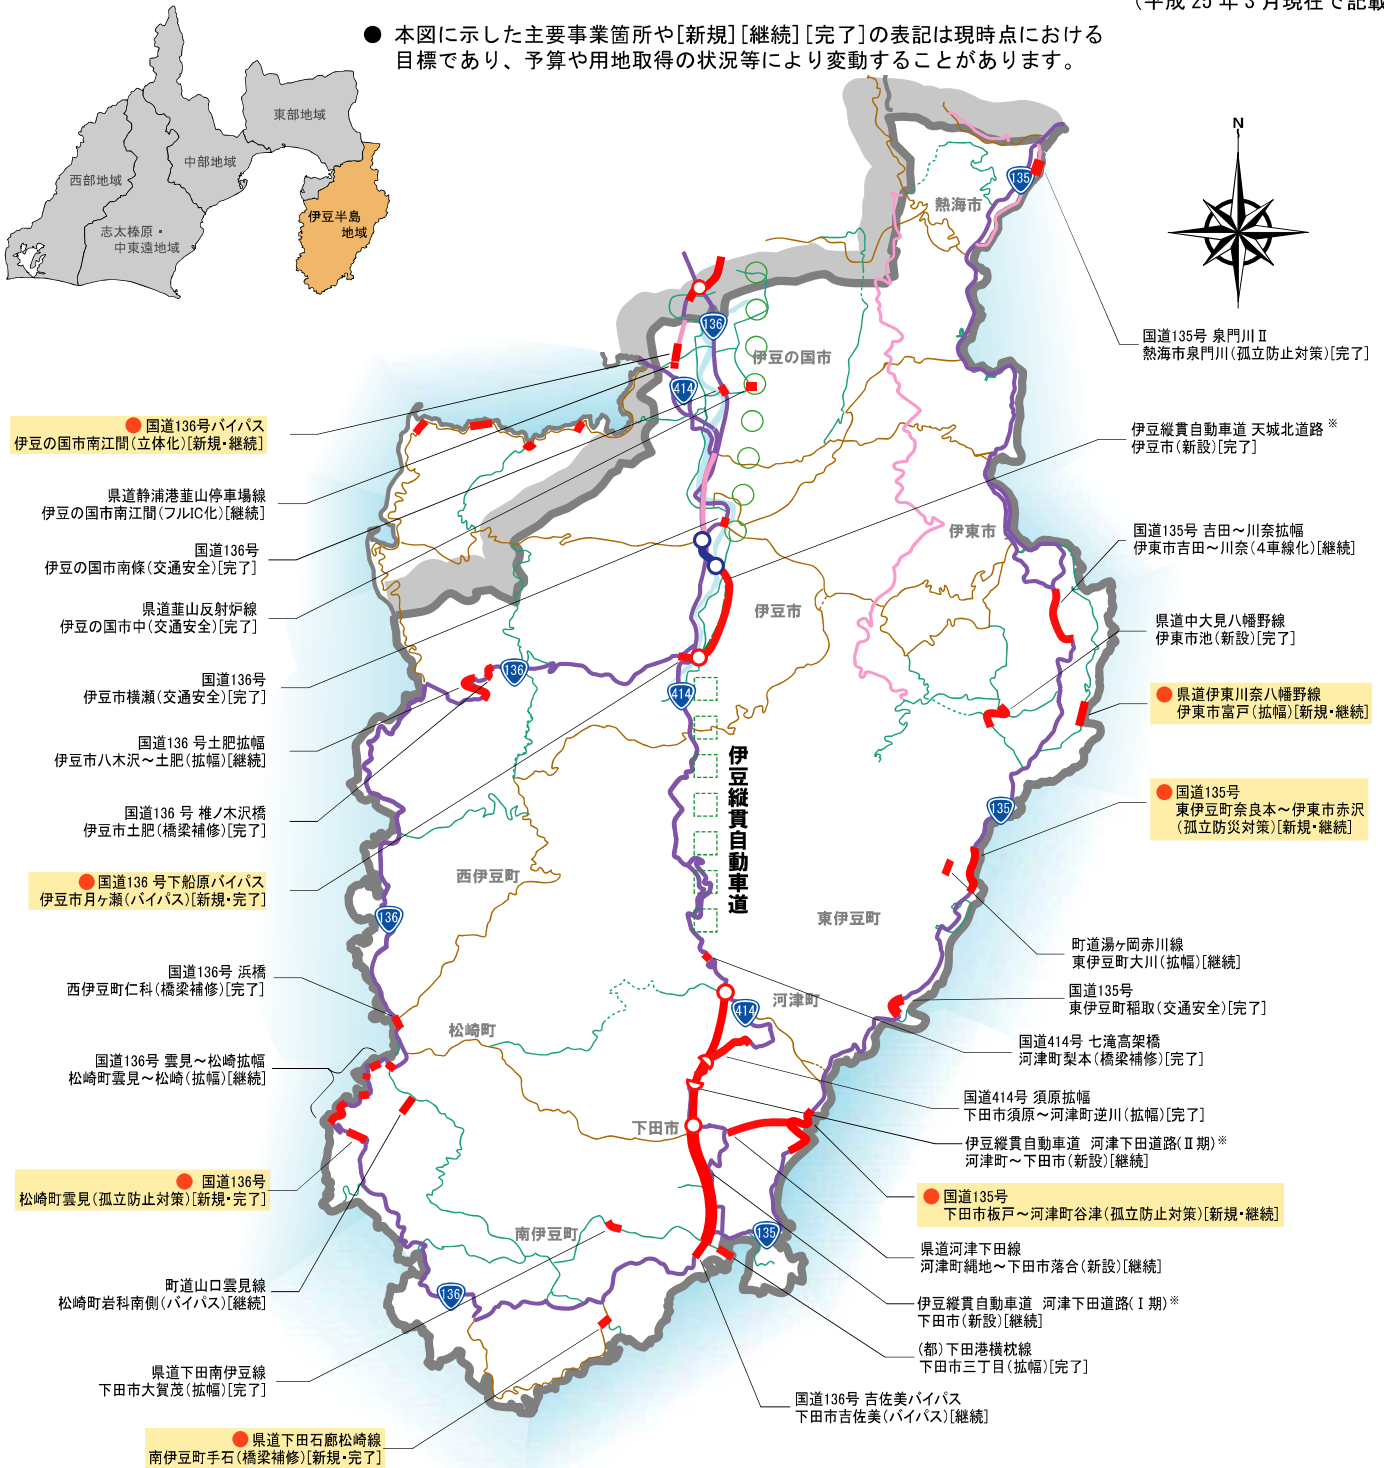 (平成 25 年 3 月現在で記載
● 本図に示した主要事業箇所や[新規][継続][完了]の表記は現時点における
目標であり、予算や用地取得の状況等により変動することがあります。
東部地域
中部地域
西部地域
志太榛原・
中東遠地域
伊豆半島
地域
N
135
熱海市
136
伊豆の国市
414
伊東市
伊豆市
136
414
伊豆縦貫自動車道
135
西伊豆町
136
東伊豆町
河津町
414
松崎町
下田市
南伊豆町
135
136
● 国道136号バイパス
伊豆の国市南江間(立体化)[新規・継続]
県道静浦港韮山停車場線
伊豆の国市南江間(フルIC化)[継続]
国道136号
伊豆の国市南條(交通安全)[完了]
県道韮山反射炉線
伊豆の国市中(交通安全)[完了]
国道136号
伊豆市横瀬(交通安全)[完了]
国道136 号土肥拡幅
伊豆市八木沢～土肥(拡幅)[継続]
国道136 号 椎ノ木沢橋
伊豆市土肥(橋梁補修)[完了]
● 国道136 号下船原バイパス
伊豆市月ヶ瀬(バイパス)[新規・完了]
国道136号 浜橋
西伊豆町仁科(橋梁補修)[完了]
国道136号 雲見～松崎拡幅
松崎町雲見～松崎(拡幅)[継続]
● 国道136号
松崎町雲見(孤立防止対策)[新規・完了]
町道山口雲見線
松崎町岩科南側(バイパス)[継続]
県道下田南伊豆線
下田市大賀茂(拡幅)[完了]
● 県道下田石廊松崎線
南伊豆町手石(橋梁補修)[新規・完了]
国道135号 泉門川Ⅱ
熱海市泉門川(孤立防止対策)[完了]
伊豆縦貫自動車道 天城北道路※
伊豆市(新設)[完了]
国道135号 吉田～川奈拡幅
伊東市吉田～川奈(4車線化)[継続]
県道中大見八幡野線
伊東市池(新設)[完了]
● 県道伊東川奈八幡野線
伊東市富戸(拡幅)[新規・継続]
● 国道135号
東伊豆町奈良本～伊東市赤沢
(孤立防災対策)[新規・継続]
町道湯ヶ岡赤川線
東伊豆町大川(拡幅)[継続]
国道135号
東伊豆町稲取(交通安全)[完了]
国道414号 七滝高架橋
河津町梨本(橋梁補修)[完了]
国道414号 須原拡幅
下田市須原～河津町逆川(拡幅)[完了]
伊豆縦貫自動車道 河津下田道路(Ⅱ期)※
河津町～下田市(新設)[継続]
● 国道135号
下田市板戸～河津町谷津(孤立防止対策)[新規・継続]
県道河津下田線
河津町縄地～下田市落合(新設)[継続]
伊豆縦貫自動車道 河津下田道路(Ⅰ期)※
下田市(新設)[継続]
(都)下田港横枕線
下田市三丁目(拡幅)[完了]
国道136号 吉佐美バイパス
下田市吉佐美(バイパス)[継続]